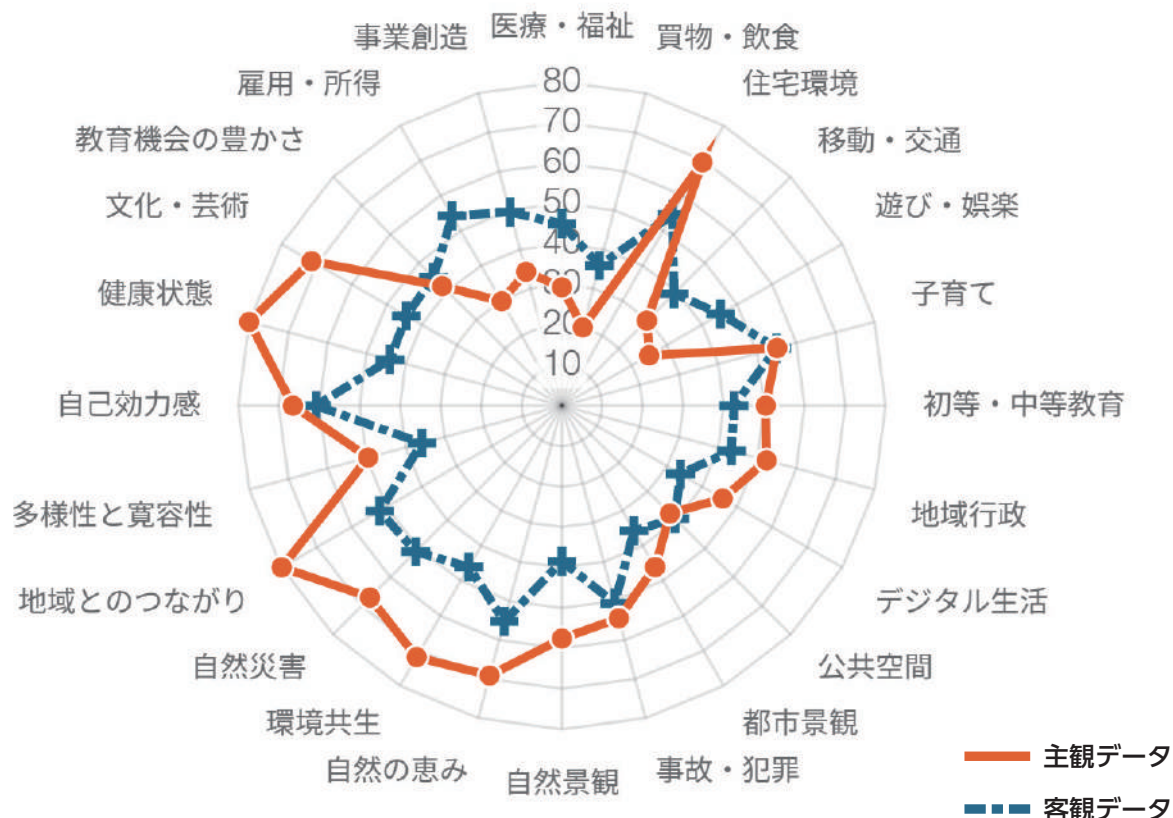 医療・福祉
買物・飲食
住宅環境
移動・交通
遊び・娯楽
子育て
初等・中等教育
地域行政
デジタル生活
公共空間
都市景観
事故・犯罪
自然景観
自然の恵み
環境共生
自然災害
地域とのつながり
多様性と寛容性
自己効力感
健康状態
文化・芸術
教育機会の豊かさ
雇用・所得
事業創造
80
70
60
50
40
30
20
10
主観データ
客観データ